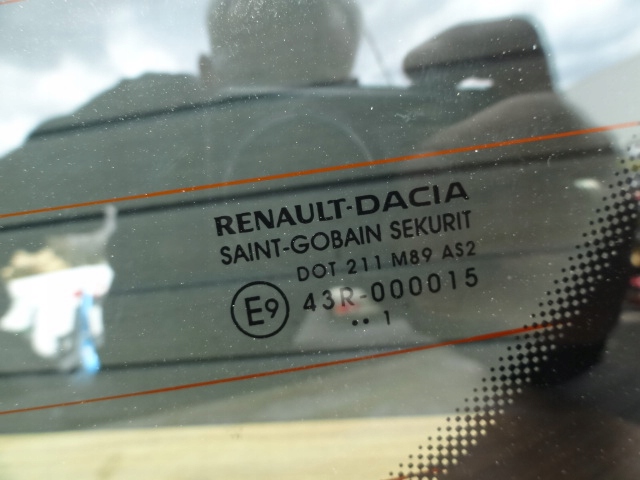 RENAULT-DACIA
SAINT-GOBAIN SEKURIT
DOT 211 M89 AS2
E9 43R-000015
•• 1